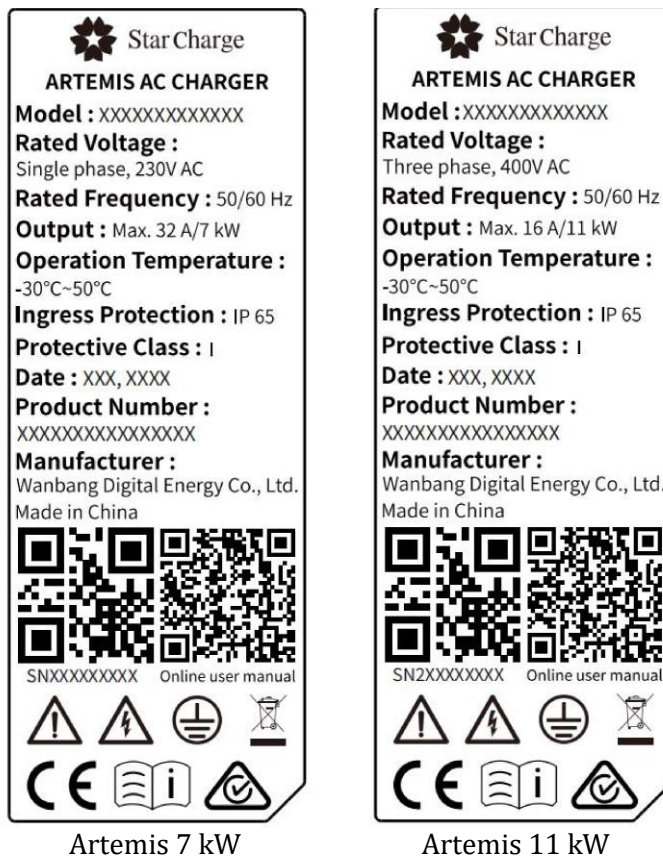 Star Charge
ARTEMIS AC CHARGER
Model : XXXXXXXXXXXXX
Rated Voltage :
Single phase, 230V AC
Rated Frequency : 50/60 Hz
Output : Max. 32 A/7 kW
Operation Temperature :
-30°C~50°C
Ingress Protection : IP 65
Protective Class : I
Date : XXX, XXXX
Product Number :
XXXXXXXXXXXXXXXX
Manufacturer :
Wanbang Digital Energy Co., Ltd.
Made in China
SNXXXXXXXXX Online user manual
CE i
Artemis 7 kW
Star Charge
ARTEMIS AC CHARGER
Model : XXXXXXXXXXXXX
Rated Voltage :
Three phase, 400V AC
Rated Frequency : 50/60 Hz
Output : Max. 16 A/11 kW
Operation Temperature :
-30°C~50°C
Ingress Protection : IP 65
Protective Class : I
Date : XXX, XXXX
Product Number :
XXXXXXXXXXXXXXXX
Manufacturer :
Wanbang Digital Energy Co., Ltd.
Made in China
SN2XXXXXXXX Online user manual
CE i
Artemis 11 kW